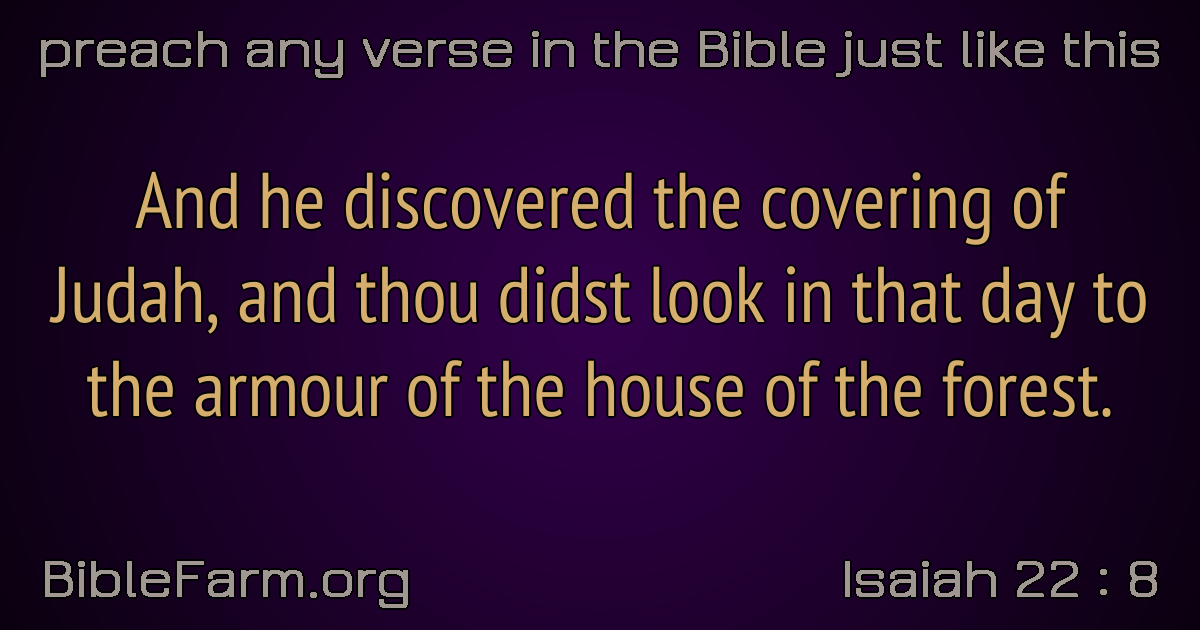 preach any verse in the Bible just like this
And he discovered the covering of
Judah, and thou didst look in that day to
the armour of the house of the forest.
BibleFarm.org
Isaiah 22 : 8